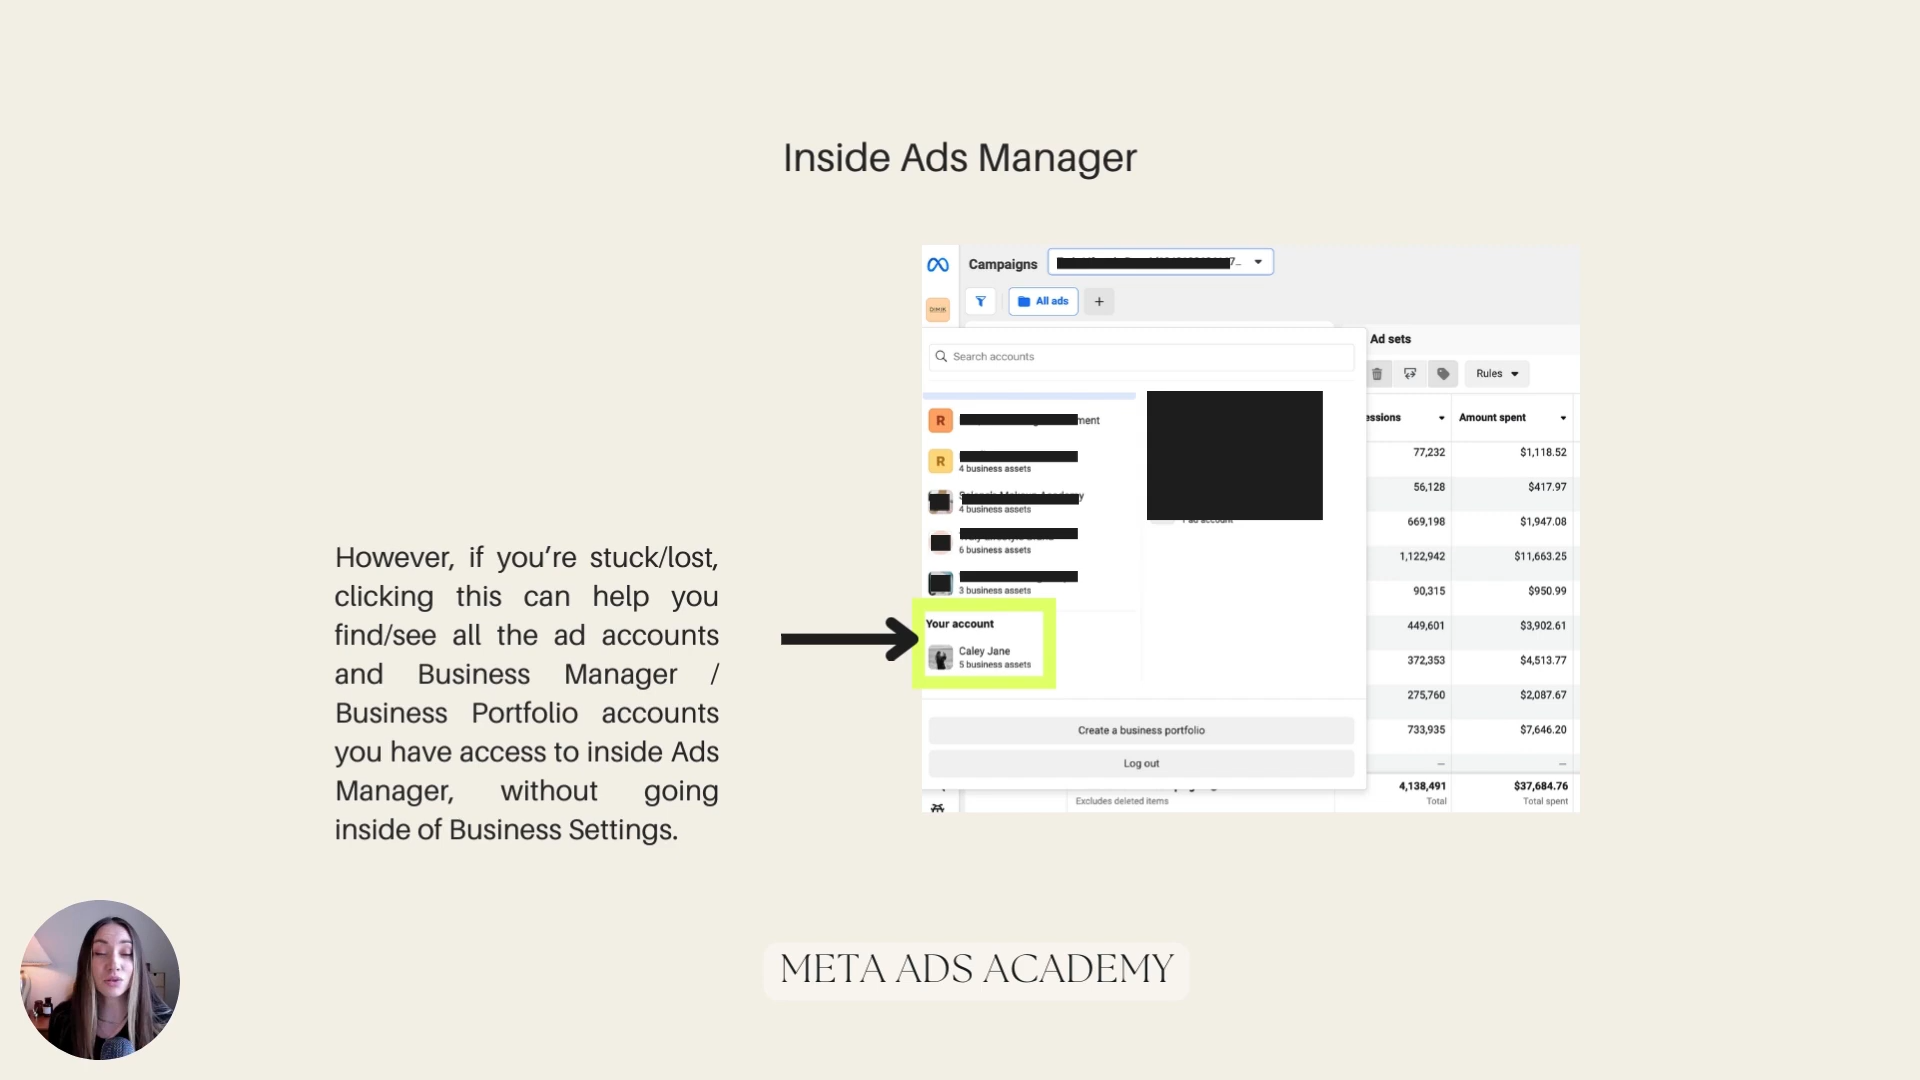 Inside Ads Manager
However, if you’re stuck/lost,
clicking this can help you
find/see all the ad accounts
and Business Manager /
Business Portfolio accounts
you have access to inside Ads
Manager, without going
inside of Business Settings.
Campaigns
All ads
+
Search accounts
ment
R
R
4 business assets
4 business assets
6 business assets
3 business assets
Your account
Caley Jane
5 business assets
1 ad account
Create a business portfolio
Log out
Excludes deleted items
Ad sets
Rules
essions Amount spent
77,232 $1,118.52
56,128 $417.97
669,198 $1,947.08
1,122,942 $11,663.25
90,315 $950.99
449,601 $3,902.61
372,353 $4,513.77
275,760 $2,087.67
733,935 $7,646.20
— —
4,138,491 $37,684.76
Total Total spent
META ADS ACADEMY